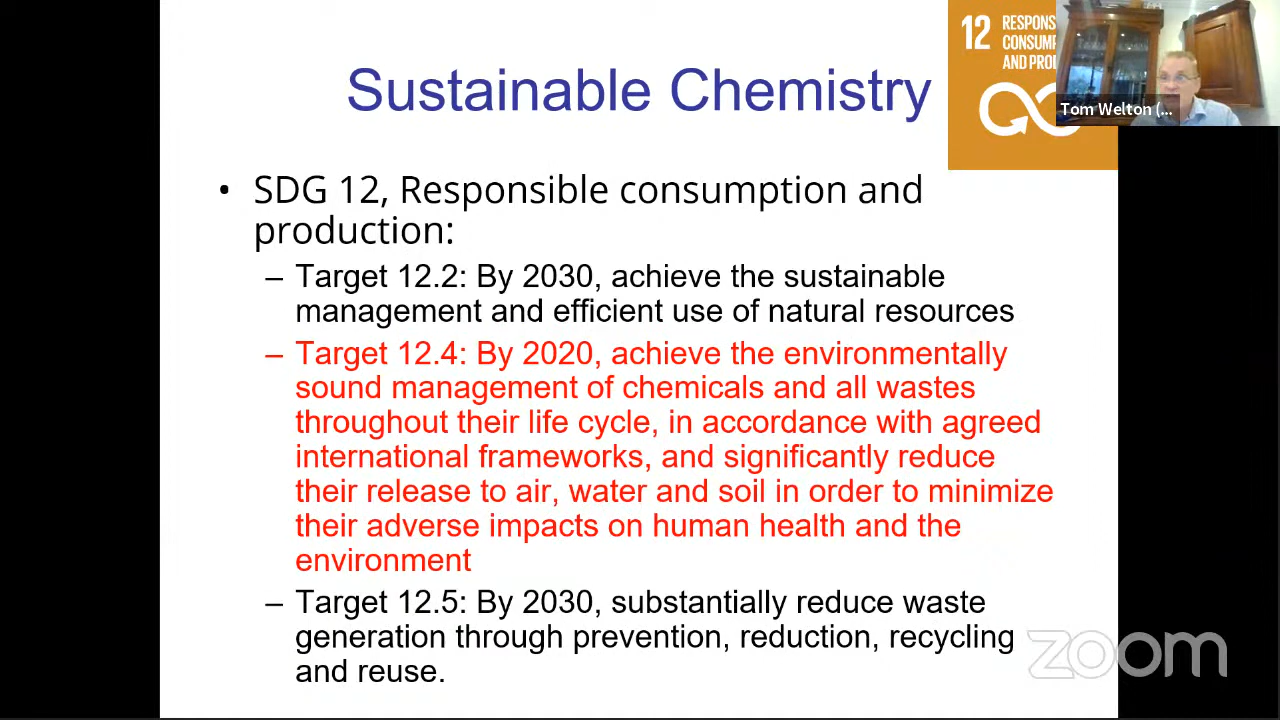 Sustainable Chemistry
12 RESPONS
CONSUM
AND PRO
Tom Welton (...
• SDG 12, Responsible consumption and
production:
– Target 12.2: By 2030, achieve the sustainable
management and efficient use of natural resources
– Target 12.4: By 2020, achieve the environmentally
sound management of chemicals and all wastes
throughout their life cycle, in accordance with agreed
international frameworks, and significantly reduce
their release to air, water and soil in order to minimize
their adverse impacts on human health and the
environment
– Target 12.5: By 2030, substantially reduce waste
generation through prevention, reduction, recycling
and reuse.
zoom